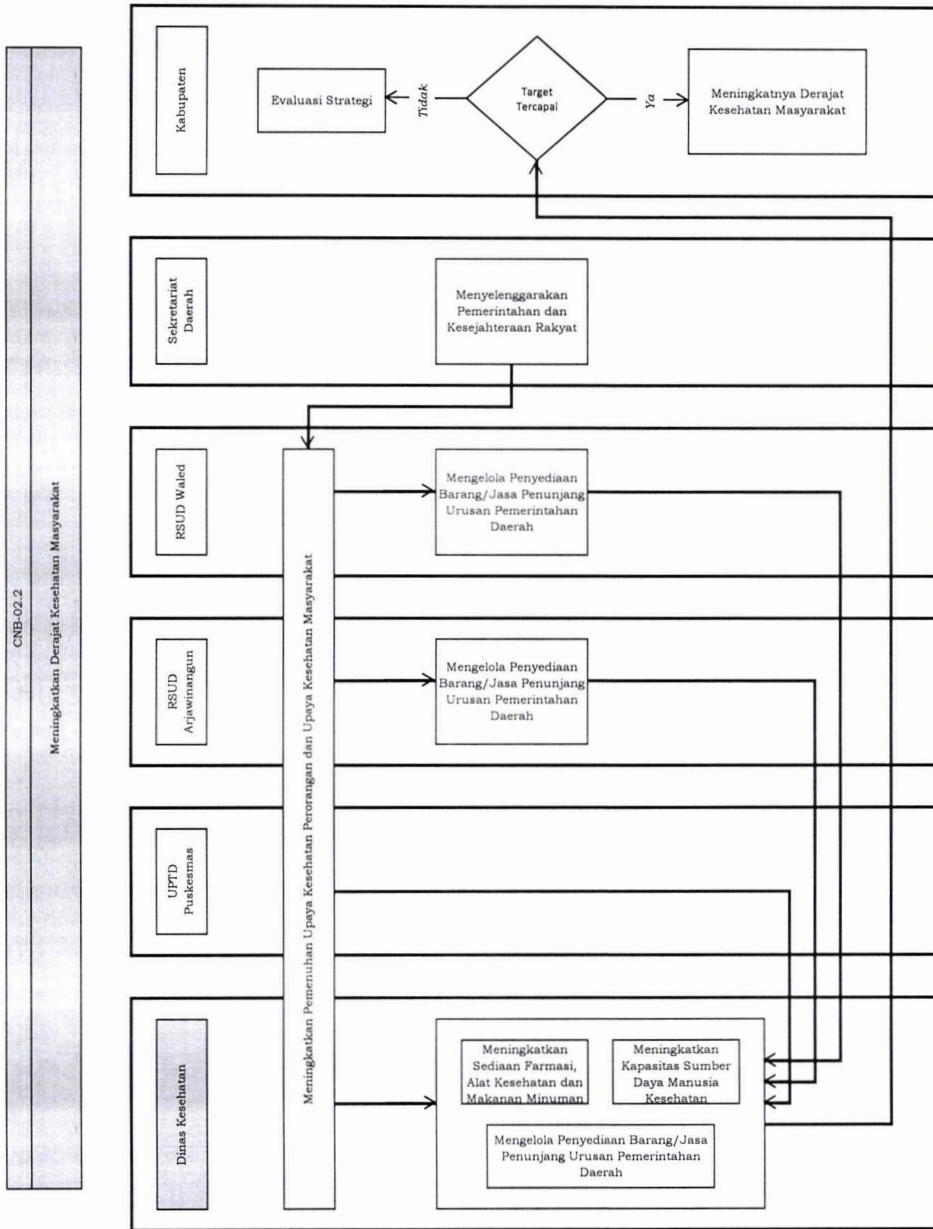 CNB-02.2
Meningkatkan Derajat Kesehatan Masyarakat
Kabupaten
Evaluasi Strategi
Tidak
Target
Tercapai
Ya
Meningkatnya Derajat
Kesehatan Masyarakat
Sekretariat
Daerah
Menyelenggarakan
Pemerintahan dan
Kesejahteraan Rakyat
RSUD Waled
Mengelola Penyediaan
Barang/Jasa Penunjang
Urusan Pemerintahan
Daerah
RSUD
Arjawinangun
Mengelola Penyediaan
Barang/Jasa Penunjang
Urusan Pemerintahan
Daerah
UPTD
Puskesmas
Dinas Kesehatan
Meningkatkan Pemenuhan Upaya Kesehatan Perorangan dan Upaya Kesehatan Masyarakat
Meningkatkan
Sediaan Farmasi,
Alat Kesehatan dan
Makanan Minuman
Meningkatkan
Kapasitas Sumber
Daya Manusia
Kesehatan
Mengelola Penyediaan Barang/Jasa
Penunjang Urusan Pemerintahan
Daerah